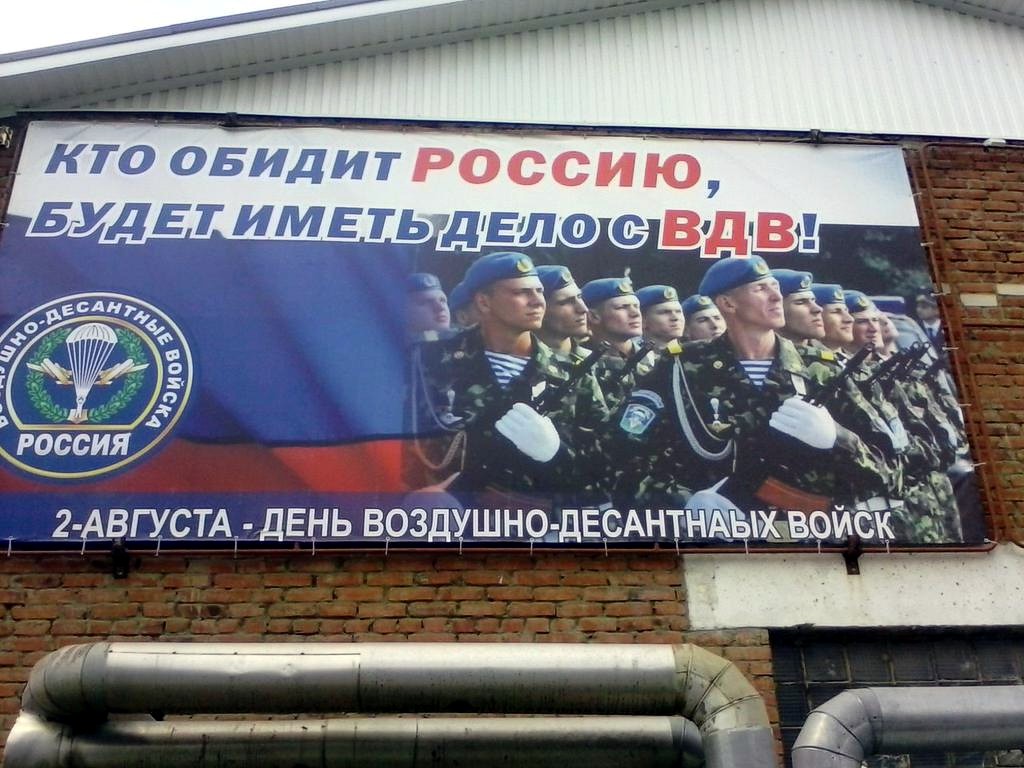 КТО ОБИДИТ РОССИЮ,
БУДЕТ ИМЕТЬ ДЕЛО С ВДВ!
ВОЗДУШНО-ДЕСАНТНЫЕ ВОЙСКА
РОССИЯ
2-АВГУСТА - ДЕНЬ ВОЗДУШНО-ДЕСАНТНАЫХ ВОЙСК